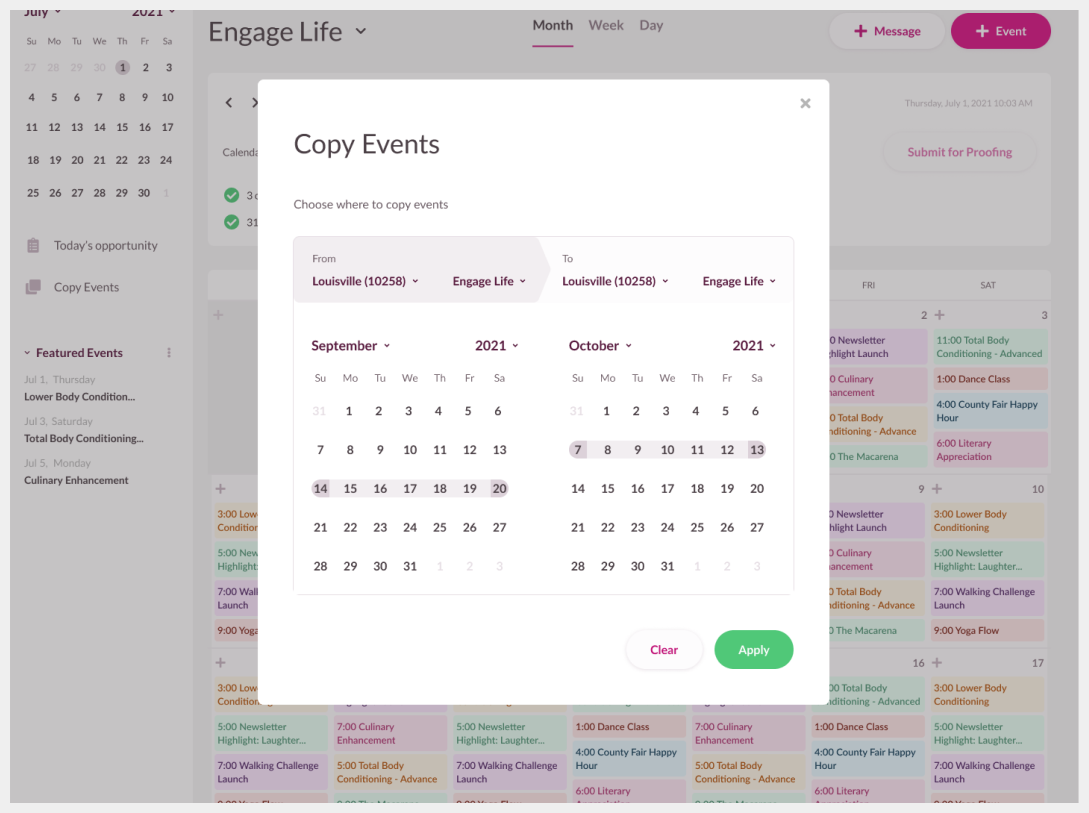 July 2021
Su Mo Tu We Th Fr Sa
27 28 29 30 1 2 3
4 5 6 7 8 9 10
11 12 13 14 15 16 17
18 19 20 21 22 23 24
25 26 27 28 29 30 1
Today's opportunity
Copy Events
Featured Events
Jul 1, Thursday
Lower Body Condition...
Jul 3, Saturday
Total Body Conditioning...
Jul 5, Monday
Culinary Enhancement
Engage Life
Month Week Day
+ Message
+ Event
Thursday, July 1, 2021 10:03 AM
Calenda
Submit for Proofing
3 o
31
Copy Events
Choose where to copy events
From
Louisville (10258) Engage Life
To
Louisville (10258) Engage Life
September 2021
Su Mo Tu We Th Fr Sa
31 1 2 3 4 5 6
7 8 9 10 11 12 13
14 15 16 17 18 19 20
21 22 23 24 25 26 27
28 29 30 31 1 2 3
October 2021
Su Mo Tu We Th Fr Sa
31 1 2 3 4 5 6
7 8 9 10 11 12 13
14 15 16 17 18 19 20
21 22 23 24 25 26 27
28 29 30 31 1 2 3
Clear
Apply
FRI SAT
2
0 Newsletter
ghlight Launch
0 Culinary
hancement
0 Total Body
nditioning - Advance
0 The Macarena
3
11:00 Total Body
Conditioning - Advanced
1:00 Dance Class
4:00 County Fair Happy
Hour
6:00 Literary
Appreciation
3:00 Low
Condition
5:00 New
Highlight:
7:00 Walk
Launch
9:00 Yoga
9
0 Newsletter
ghlight Launch
0 Culinary
hancement
0 Total Body
nditioning - Advance
0 The Macarena
10
3:00 Lower Body
Conditioning
5:00 Newsletter
Highlight: Laughter...
7:00 Walking Challenge
Launch
9:00 Yoga Flow
3:00 Low
Condition
5:00 Newsletter
Highlight: Laughter...
7:00 Walking Challenge
Launch
7:00 Culinary
Enhancement
5:00 Total Body
Conditioning - Advance
5:00 Newsletter
Highlight: Laughter...
7:00 Walking Challenge
Launch
1:00 Dance Class
4:00 County Fair Happy
Hour
6:00 Literary
7:00 Culinary
Enhancement
5:00 Total Body
Conditioning - Advance
16
00 Total Body
nditioning - Advanced
1:00 Dance Class
4:00 County Fair Happy
Hour
6:00 Literary
17
3:00 Lower Body
Conditioning
5:00 Newsletter
Highlight: Laughter...
7:00 Walking Challenge
Launch